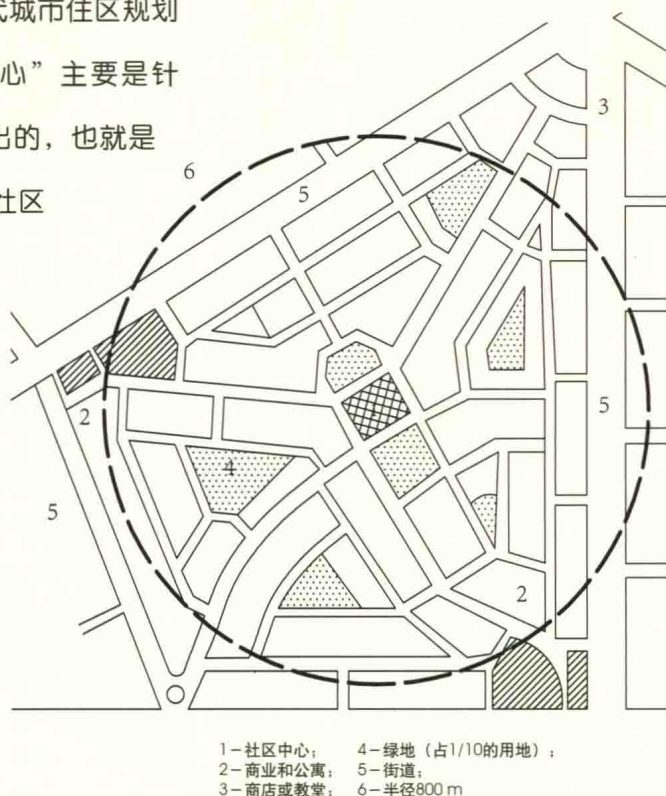 代城市住区规划
心”主要是针
出的，也就是
社区
3
6
5
2
5
4
5
2
1－社区中心； 4－绿地（占1/10的用地）；
2－商业和公寓； 5－街道；
3－商店或教堂； 6－半径800 m